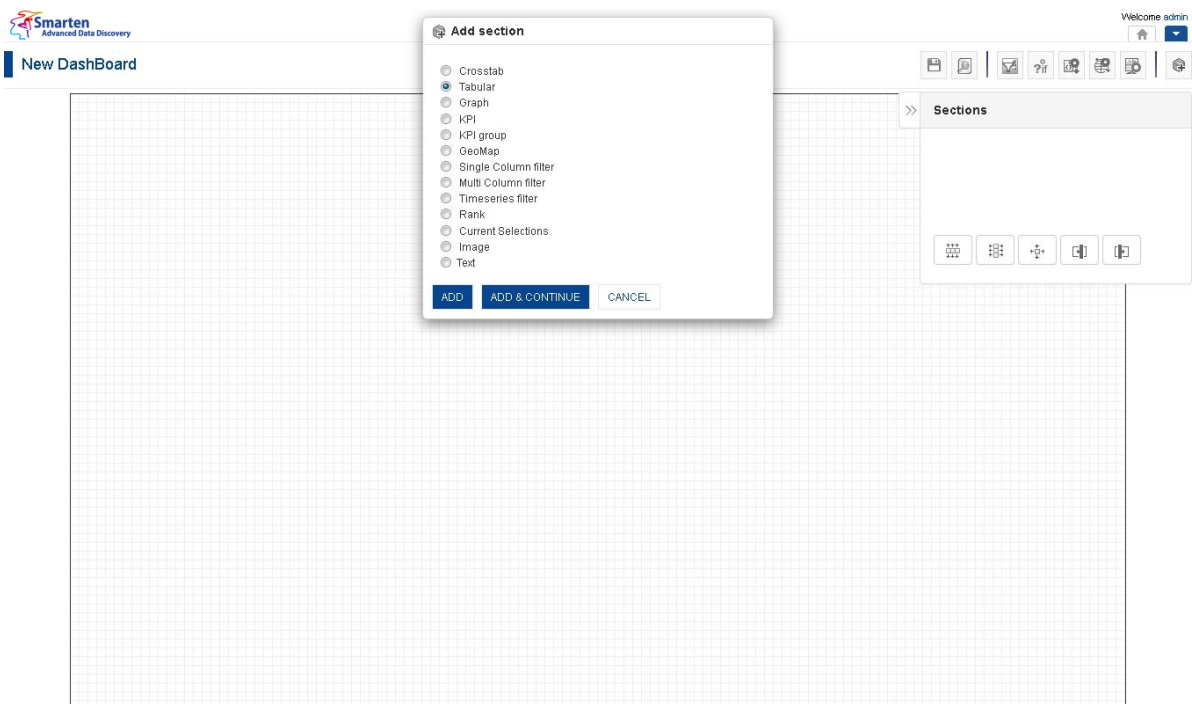 Smarten
Advanced Data Discovery
Welcome admin
New DashBoard
?if
Add section
Crosstab
Tabular
Graph
KPI
KPI group
GeoMap
Single Column filter
Multi Column filter
Timeseries filter
Rank
Current Selections
Image
Text
ADD
ADD & CONTINUE
CANCEL
Sections